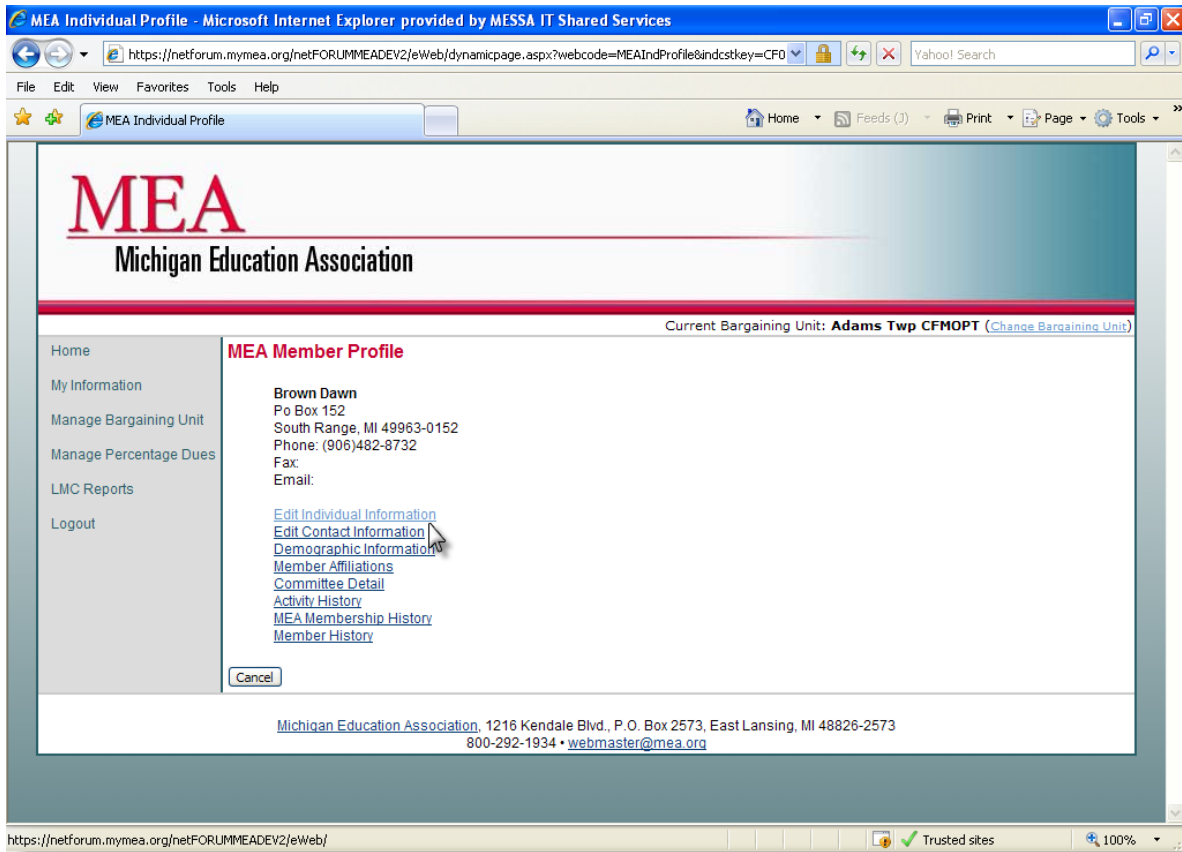 MEA Individual Profile - Microsoft Internet Explorer provided by MESSA IT Shared Services
https://netforum.mymea.org/netFORUMMEADEV2/eWeb/dynamicpage.aspx?webcode=MEAIndProfile&indcstkey=CF0
Yahoo! Search
File Edit View Favorites Tools Help
MEA Individual Profile
Home Feeds (J) Print Page Tools »
MEA
Michigan Education Association
Current Bargaining Unit: Adams Twp CFMOPT (Change Bargaining Unit)
Home
My Information
Manage Bargaining Unit
Manage Percentage Dues
LMC Reports
Logout
MEA Member Profile
Brown Dawn
Po Box 152
South Range, MI 49963-0152
Phone: (906)482-8732
Fax:
Email:
Edit Individual Information
Edit Contact Information
Demographic Information
Member Affiliations
Committee Detail
Activity History
MEA Membership History
Member History
Cancel
Michigan Education Association, 1216 Kendale Blvd., P.O. Box 2573, East Lansing, MI 48826-2573
800-292-1934 • webmaster@mea.org
https://netforum.mymea.org/netFORUMMEADEV2/eWeb/
Trusted sites
100%